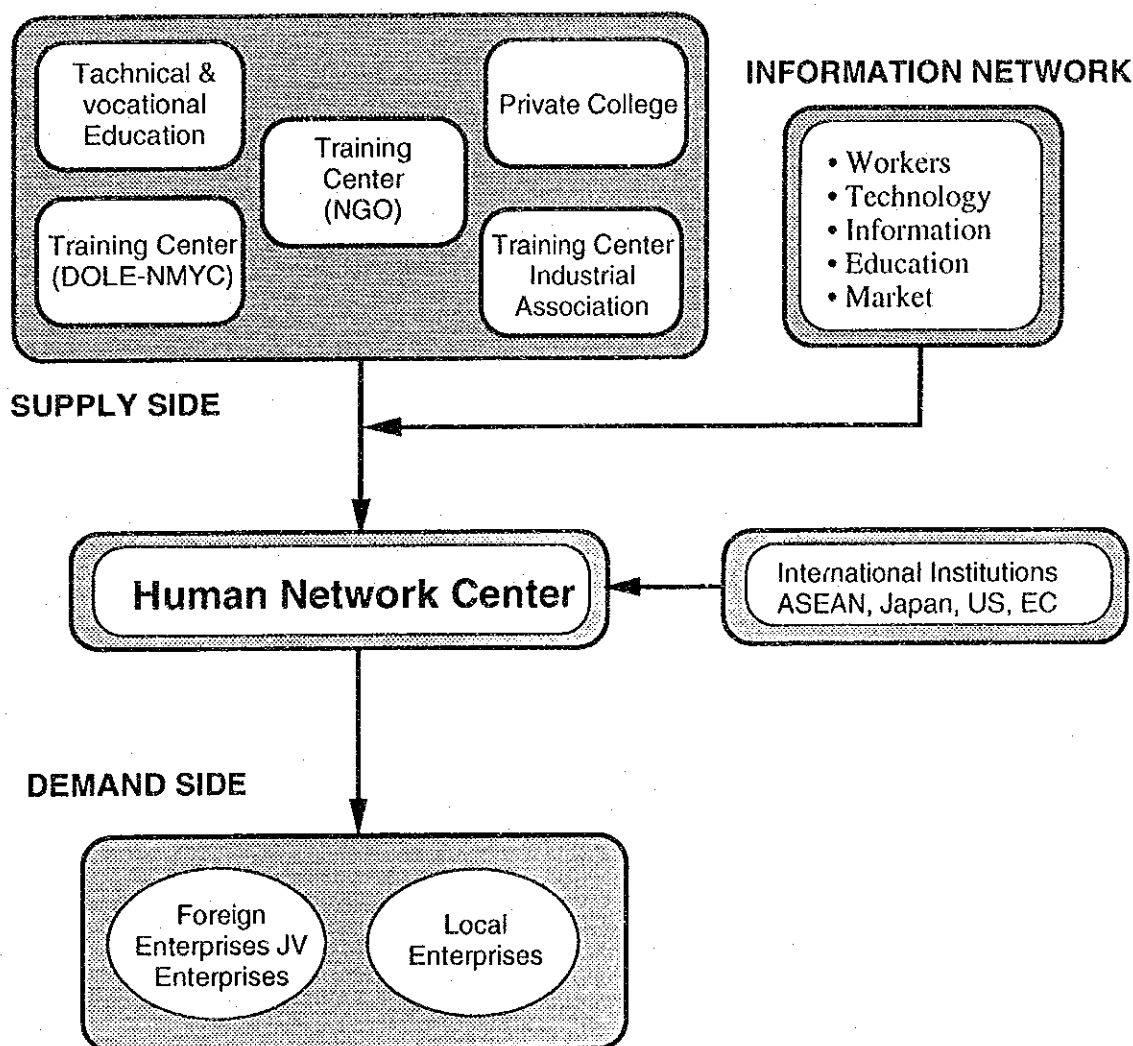 Tachnical &
vocational
Education
Private College
Training
Center
(NGO)
Training Center
(DOLE-NMYC)
Training Center
Industrial
Association
INFORMATION NETWORK
• Workers
• Technology
• Information
• Education
• Market
SUPPLY SIDE
Human Network Center
International Institutions
ASEAN, Japan, US, EC
DEMAND SIDE
Foreign
Enterprises JV
Enterprises
Local
Enterprises